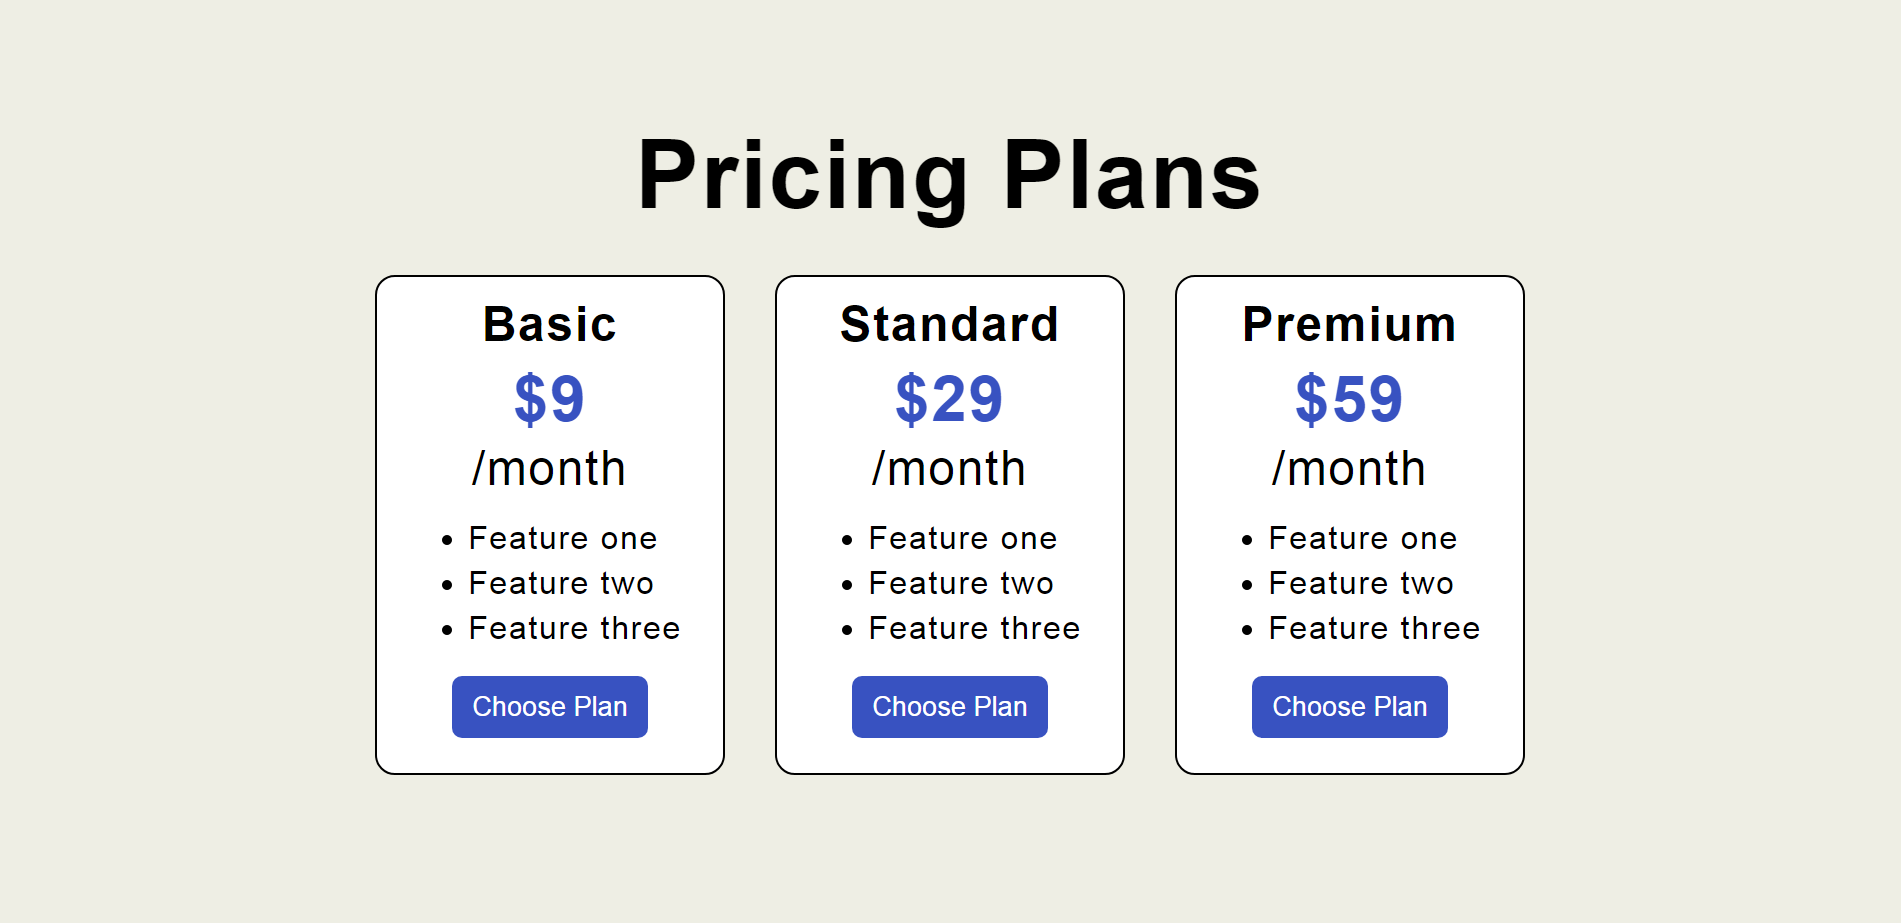 Pricing Plans
Basic
$9
/month
Feature one
Feature two
Feature three
Choose Plan
Standard
$29
/month
Feature one
Feature two
Feature three
Choose Plan
Premium
$59
/month
Feature one
Feature two
Feature three
Choose Plan